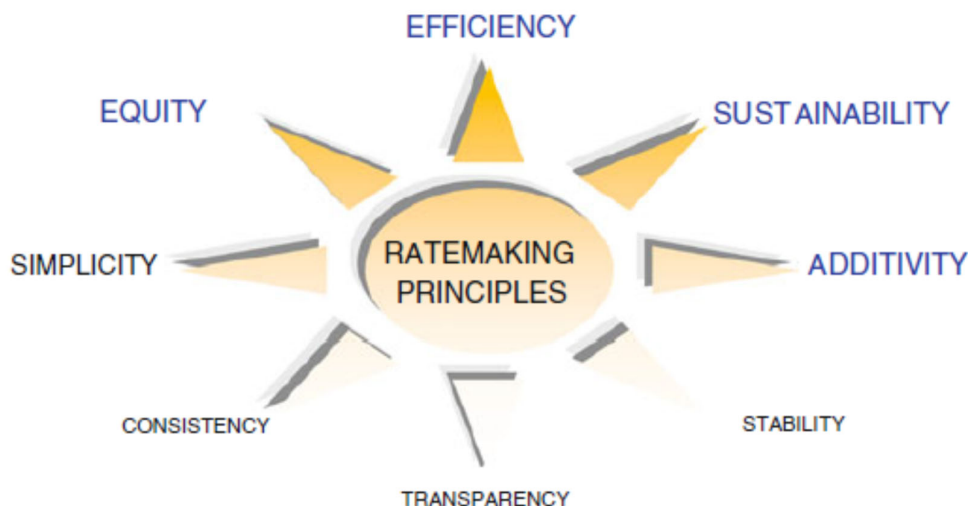 EFFICIENCY
EQUITY
SUSTAINABILITY
RATEMAKING
PRINCIPLES
SIMPLICITY
ADDITIVITY
CONSISTENCY
STABILITY
TRANSPARENCY